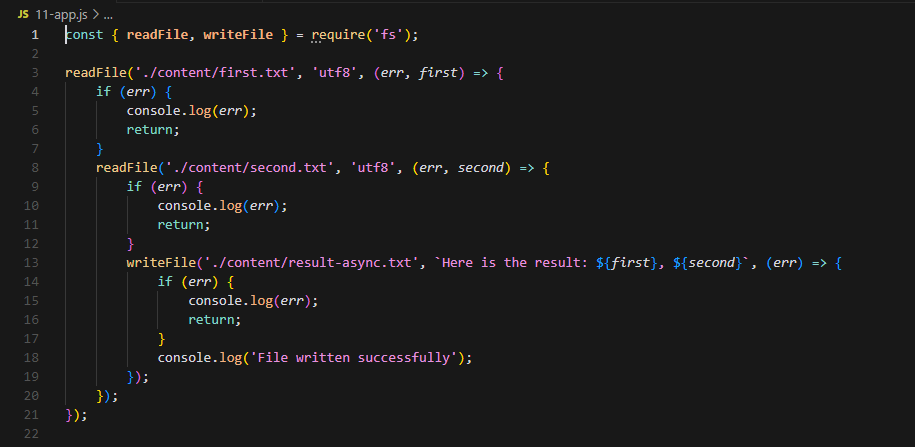 JS 11-app.js > ...
1 const { readFile, writeFile } = require('fs');
2
3 readFile('./content/first.txt', 'utf8', (err, first) => {
4     if (err) {
5         console.log(err);
6         return;
7     }
8     readFile('./content/second.txt', 'utf8', (err, second) => {
9         if (err) {
10             console.log(err);
11             return;
12         }
13         writeFile('./content/result-async.txt', `Here is the result: ${first}, ${second}`, (err) => {
14             if (err) {
15                 console.log(err);
16                 return;
17             }
18             console.log('File written successfully');
19         });
20     });
21 });
22